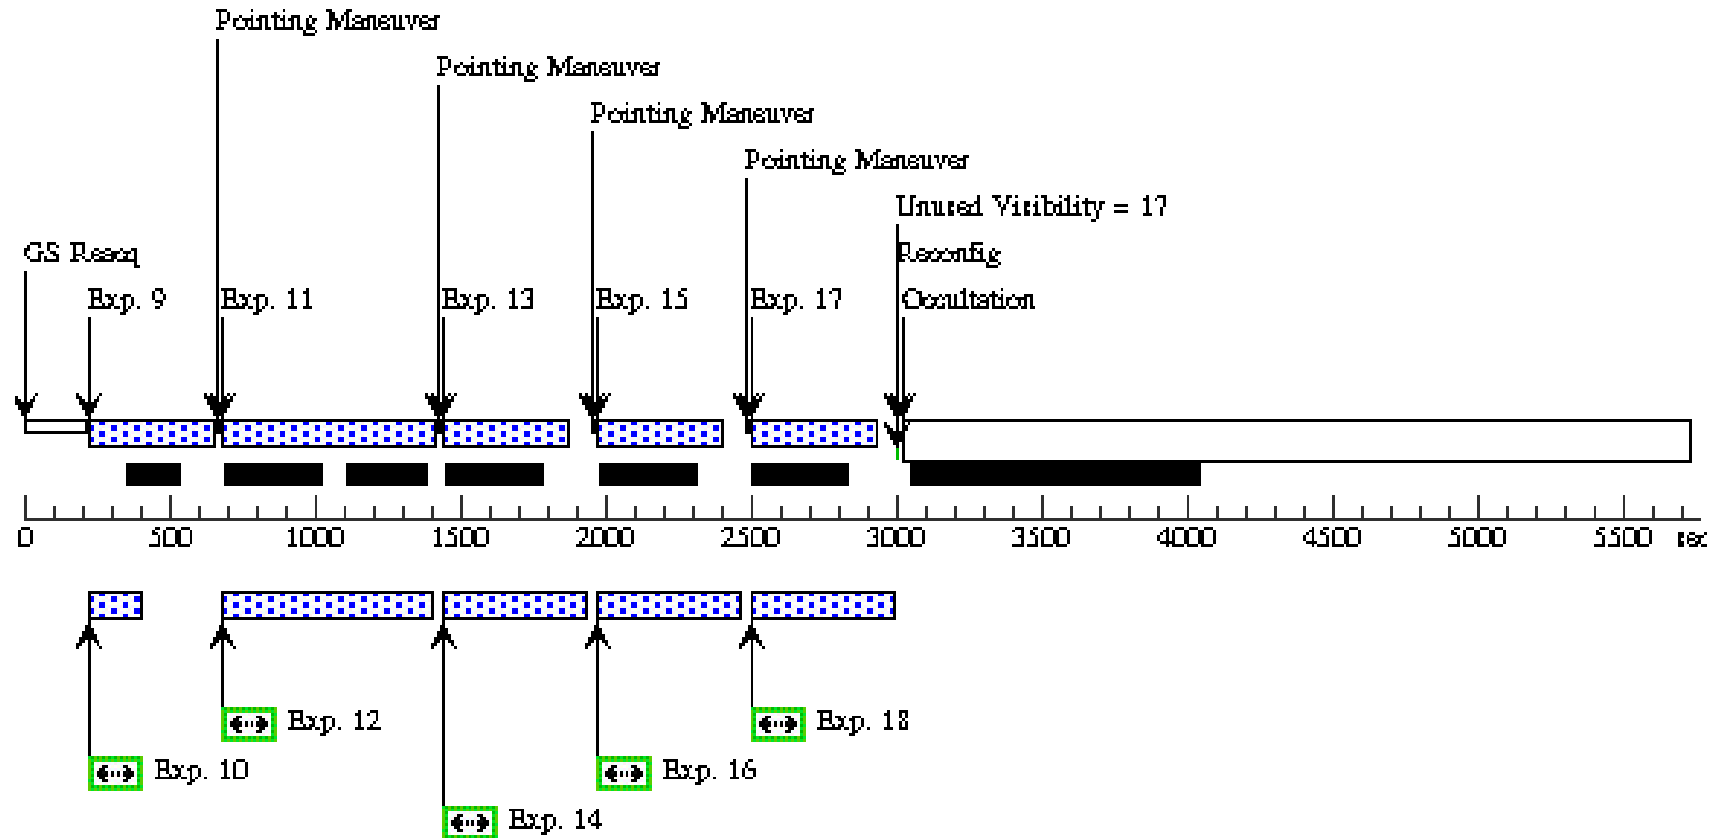 Pointing Maneuver
Pointing Maneuver
Pointing Maneuver
Pointing Maneuver
Unused Visibility = 17
GS Reacq
Reconfig
Exp. 9
Exp. 11
Exp. 13
Exp. 15
Exp. 17
Occultation
0 500 1000 1500 2000 2500 3000 3500 4000 4500 5000 5500 sec
Exp. 12
Exp. 18
Exp. 10
Exp. 16
Exp. 14